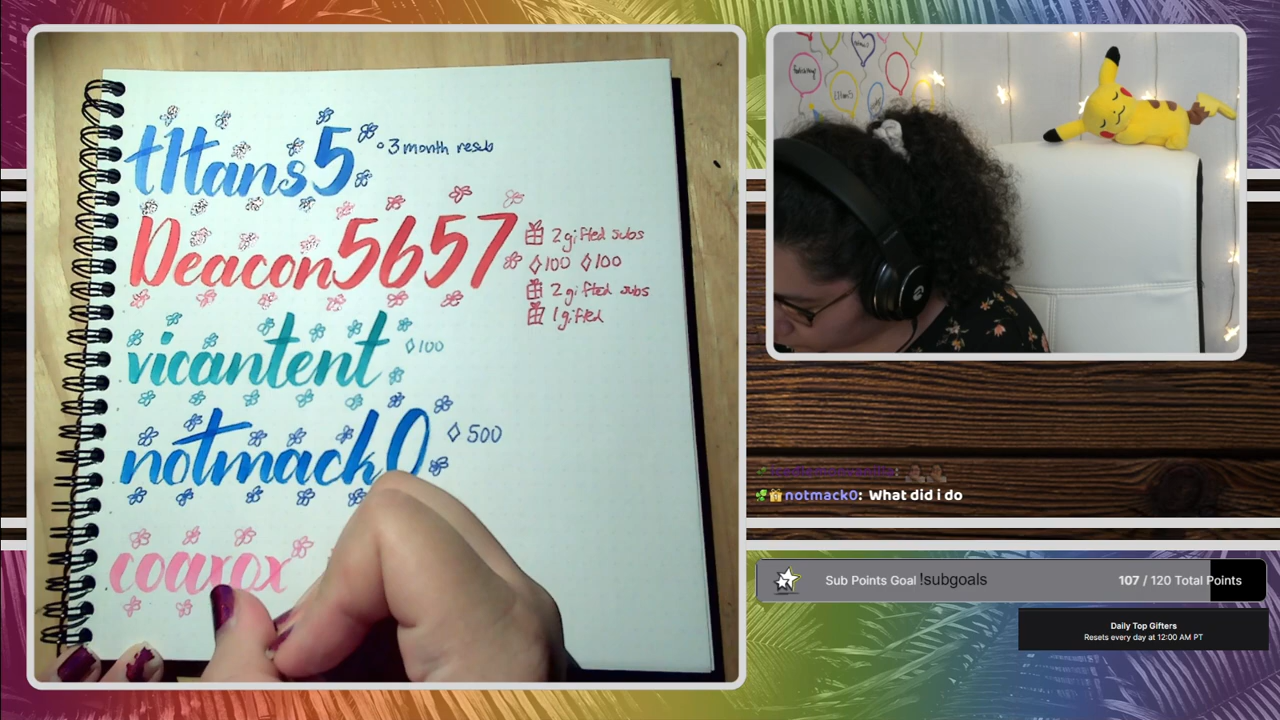 t1tans5
3 month resub
Deacon5657
2 gifted subs
100 100
2 gifted subs
1 gifted
vicantent
100
notmack0
500
coawxox
t1tans5
notmack0: What did i do
Sub Points Goal !subgoals
107 / 120 Total Points
Daily Top Gifters
Resets every day at 12:00 AM PT